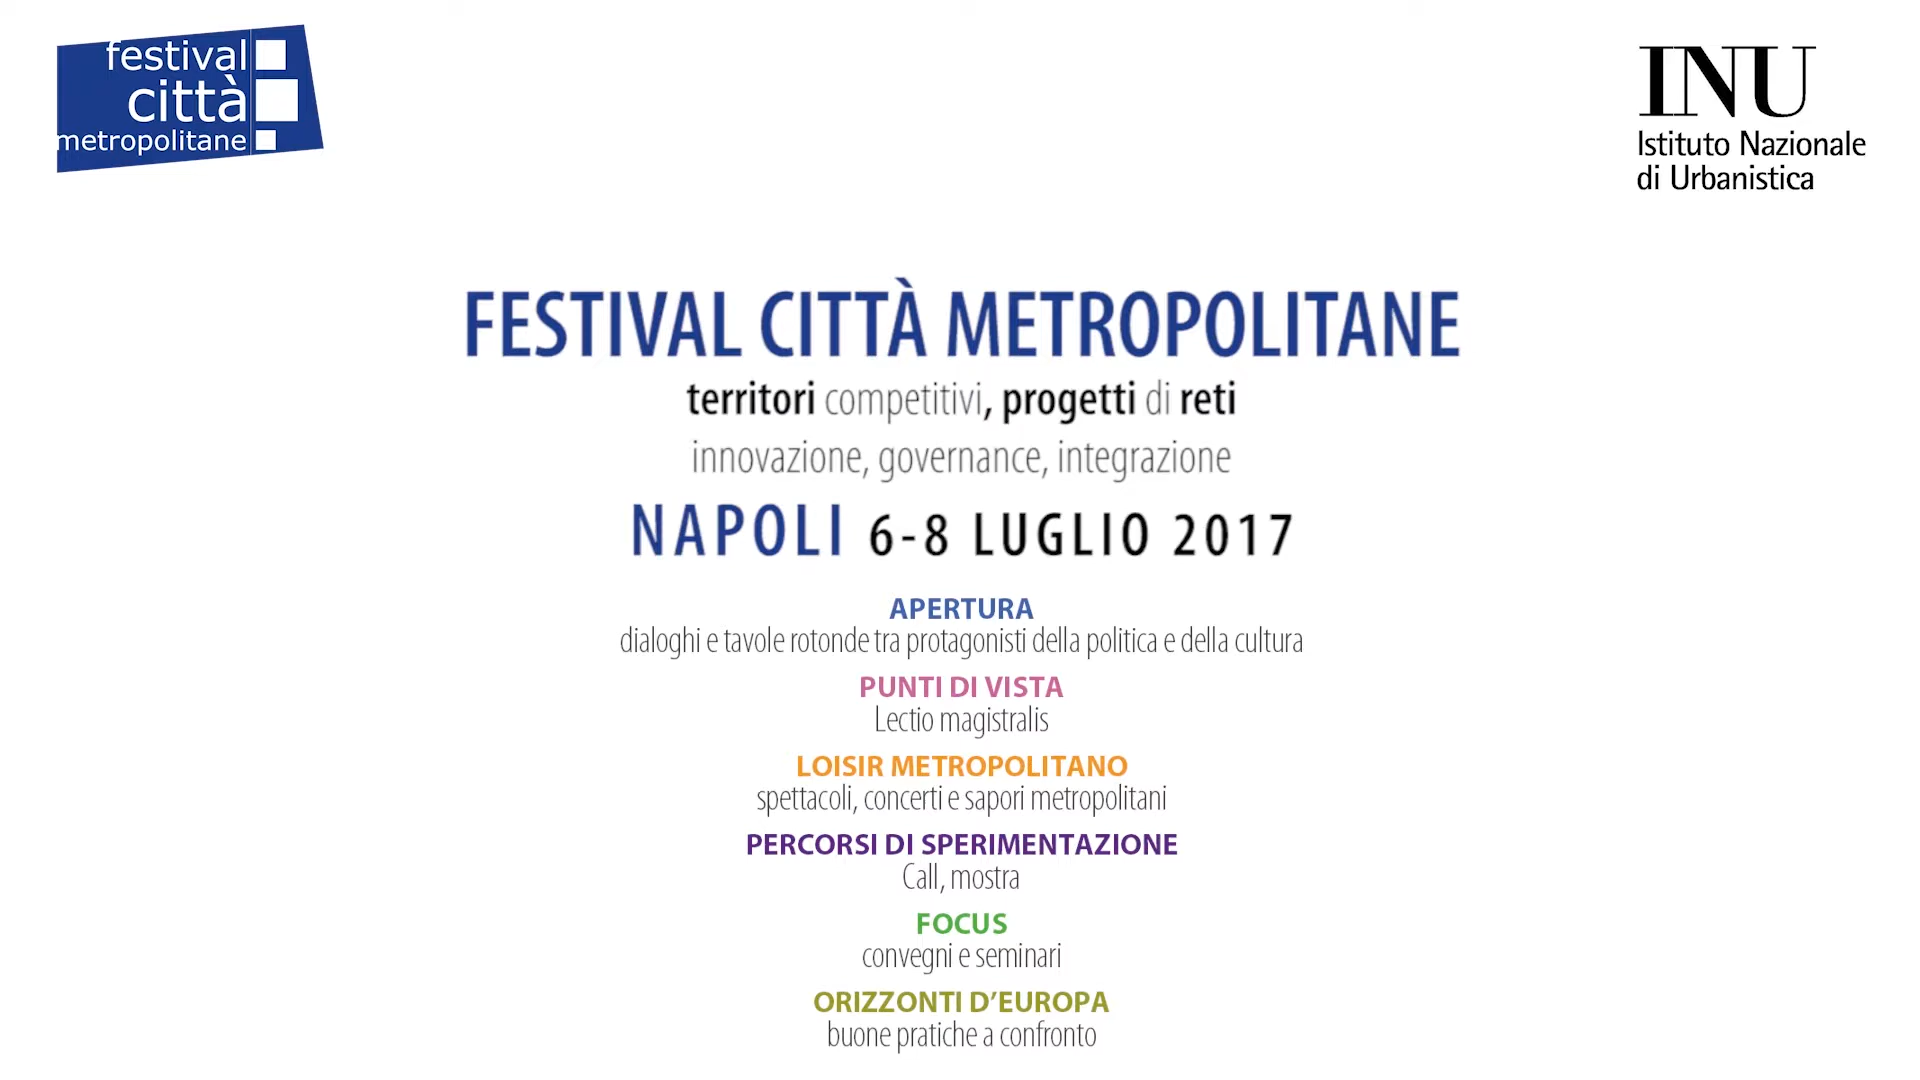 festival
città
metropolitane
INU
Istituto Nazionale
di Urbanistica
FESTIVAL CITTÀ METROPOLITANE
territori competitivi, progetti di reti
innovazione, governance, integrazione
NAPOLI 6-8 LUGLIO 2017
APERTURA
dialoghi e tavole rotonde tra protagonisti della politica e della cultura
PUNTI DI VISTA
Lectio magistralis
LOISIR METROPOLITANO
spettacoli, concerti e sapori metropolitani
PERCORSI DI SPERIMENTAZIONE
Call, mostra
FOCUS
convegni e seminari
ORIZZONTI D’EUROPA
buone pratiche a confronto